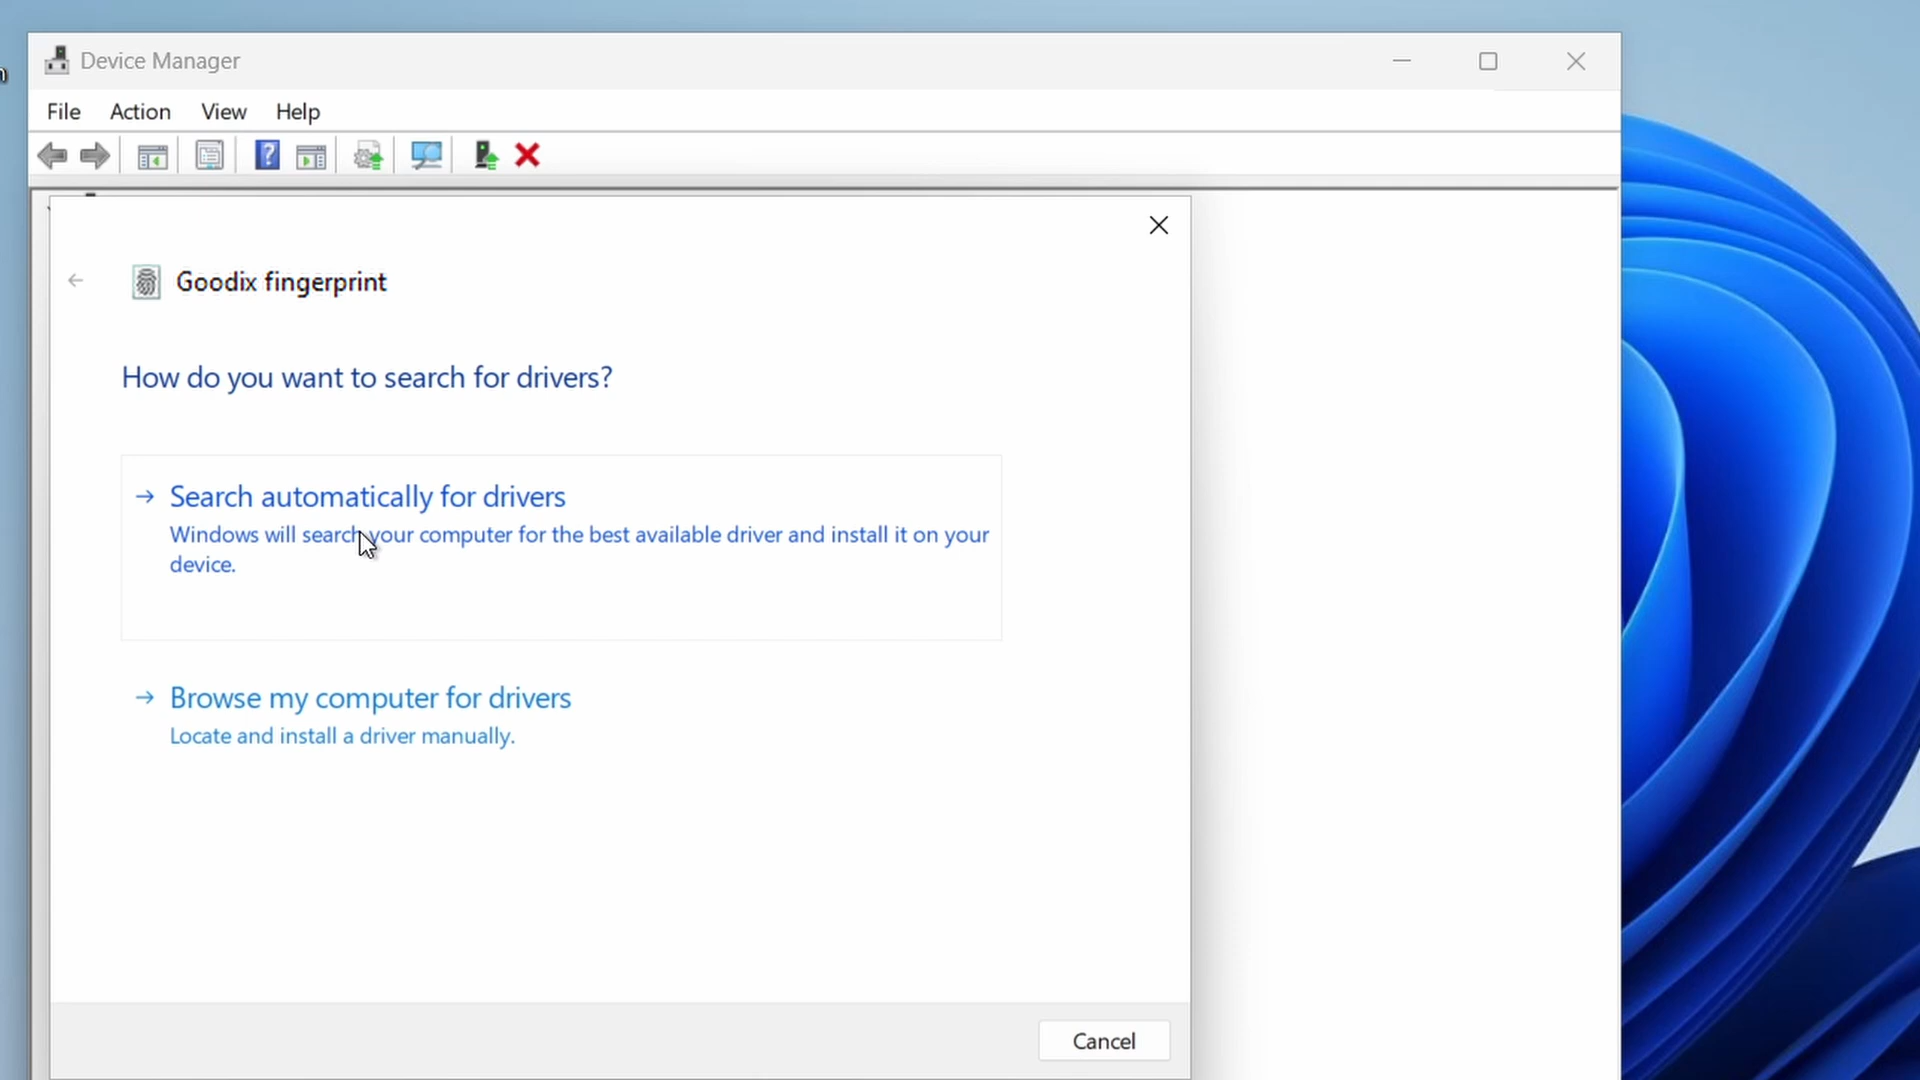 Device Manager
File Action View Help
Goodix fingerprint
How do you want to search for drivers?
Search automatically for drivers
Windows will search your computer for the best available driver and install it on your
device.
Browse my computer for drivers
Locate and install a driver manually.
Cancel